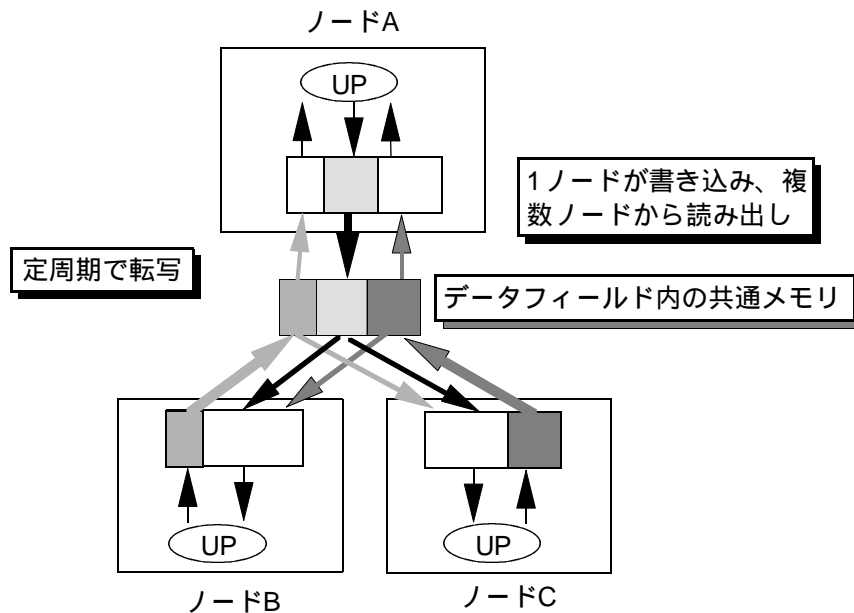 ノードA
UP
1ノードが書き込み、複
数ノードから読み出し
定周期で転写
データフィールド内の共通メモリ
UP
UP
ノードB
ノードC